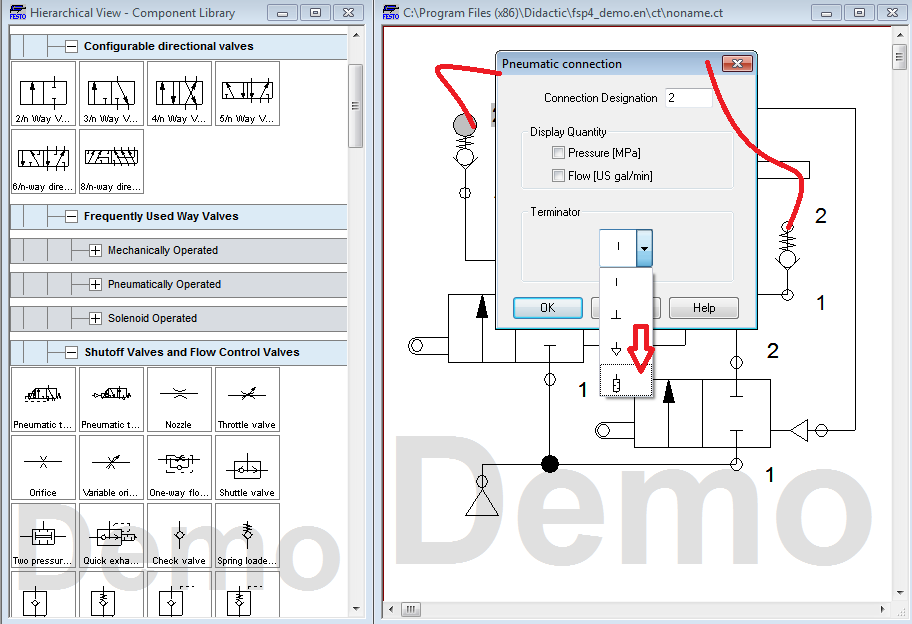 Hierarchical View - Component Library
FESTO
Configurable directional valves
2/n Way V...
3/n Way V...
4/n Way V...
5/n Way V...
6/n-way dire...
8/n-way dire...
Frequently Used Way Valves
Mechanically Operated
Pneumatically Operated
Solenoid Operated
Shutoff Valves and Flow Control Valves
Pneumatic t...
Pneumatic t...
Nozzle
Throttle valve
Orifice
Variable ori...
One-way flo...
Shuttle valve
Two pressur...
Quick exha...
Check valve
Spring loade...
Demo
C:\Program Files (x86)\Didactic\fsp4_demo.en\ct\noname.ct
FESTO
Pneumatic connection
Connection Designation 2
Display Quantity
Pressure [MPa]
Flow [US gal/min]
Terminator
OK
Help
2
1
2
1
1
Demo